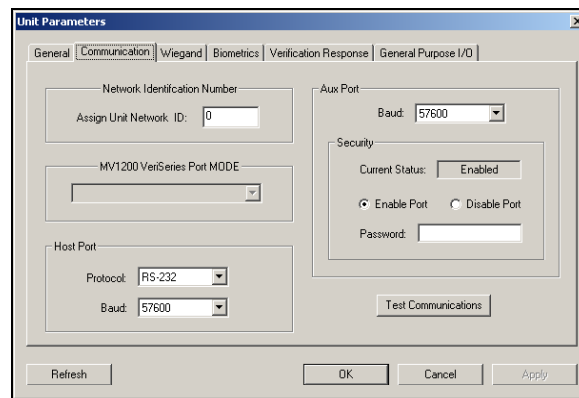 Unit Parameters
General Communication Wiegand Biometrics Verification Response General Purpose I/O
Network Identifcation Number
Assign Unit Network ID: 0
MV1200 VeriSeries Port MODE
Host Port
Protocol: RS-232
Baud: 57600
Aux Port
Baud: 57600
Security
Current Status: Enabled
Enable Port Disable Port
Password:
Test Communications
Refresh OK Cancel Apply